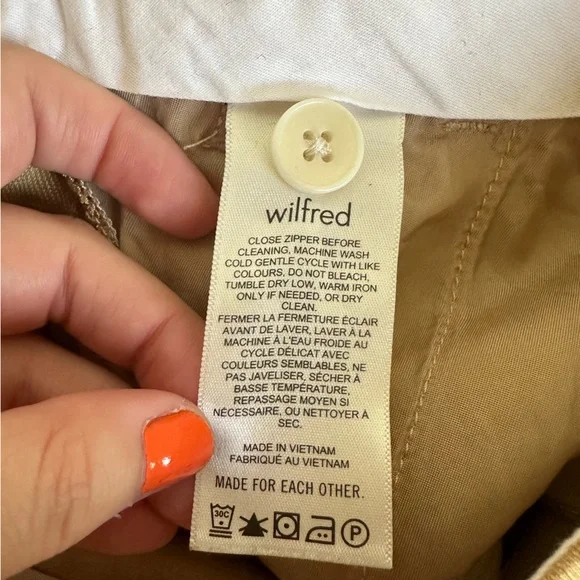 wilfred
CLOSE ZIPPER BEFORE
CLEANING, MACHINE WASH
COLD GENTLE CYCLE WITH LIKE
COLOURS, DO NOT BLEACH,
TUMBLE DRY LOW, WARM IRON
ONLY IF NEEDED, OR DRY
CLEAN.
FERMER LA FERMETURE ÉCLAIR
AVANT DE LAVER, LAVER À LA
MACHINE À L'EAU FROIDE AU
CYCLE DÉLICAT AVEC
COULEURS SEMBLABLES, NE
PAS JAVELISER, SÉCHER À
BASSE TEMPÉRATURE,
REPASSAGE MOYEN SI
NÉCESSAIRE, OU NETTOYER À
SEC.
MADE IN VIETNAM
FABRIQUÉ AU VIETNAM
MADE FOR EACH OTHER.
30C P